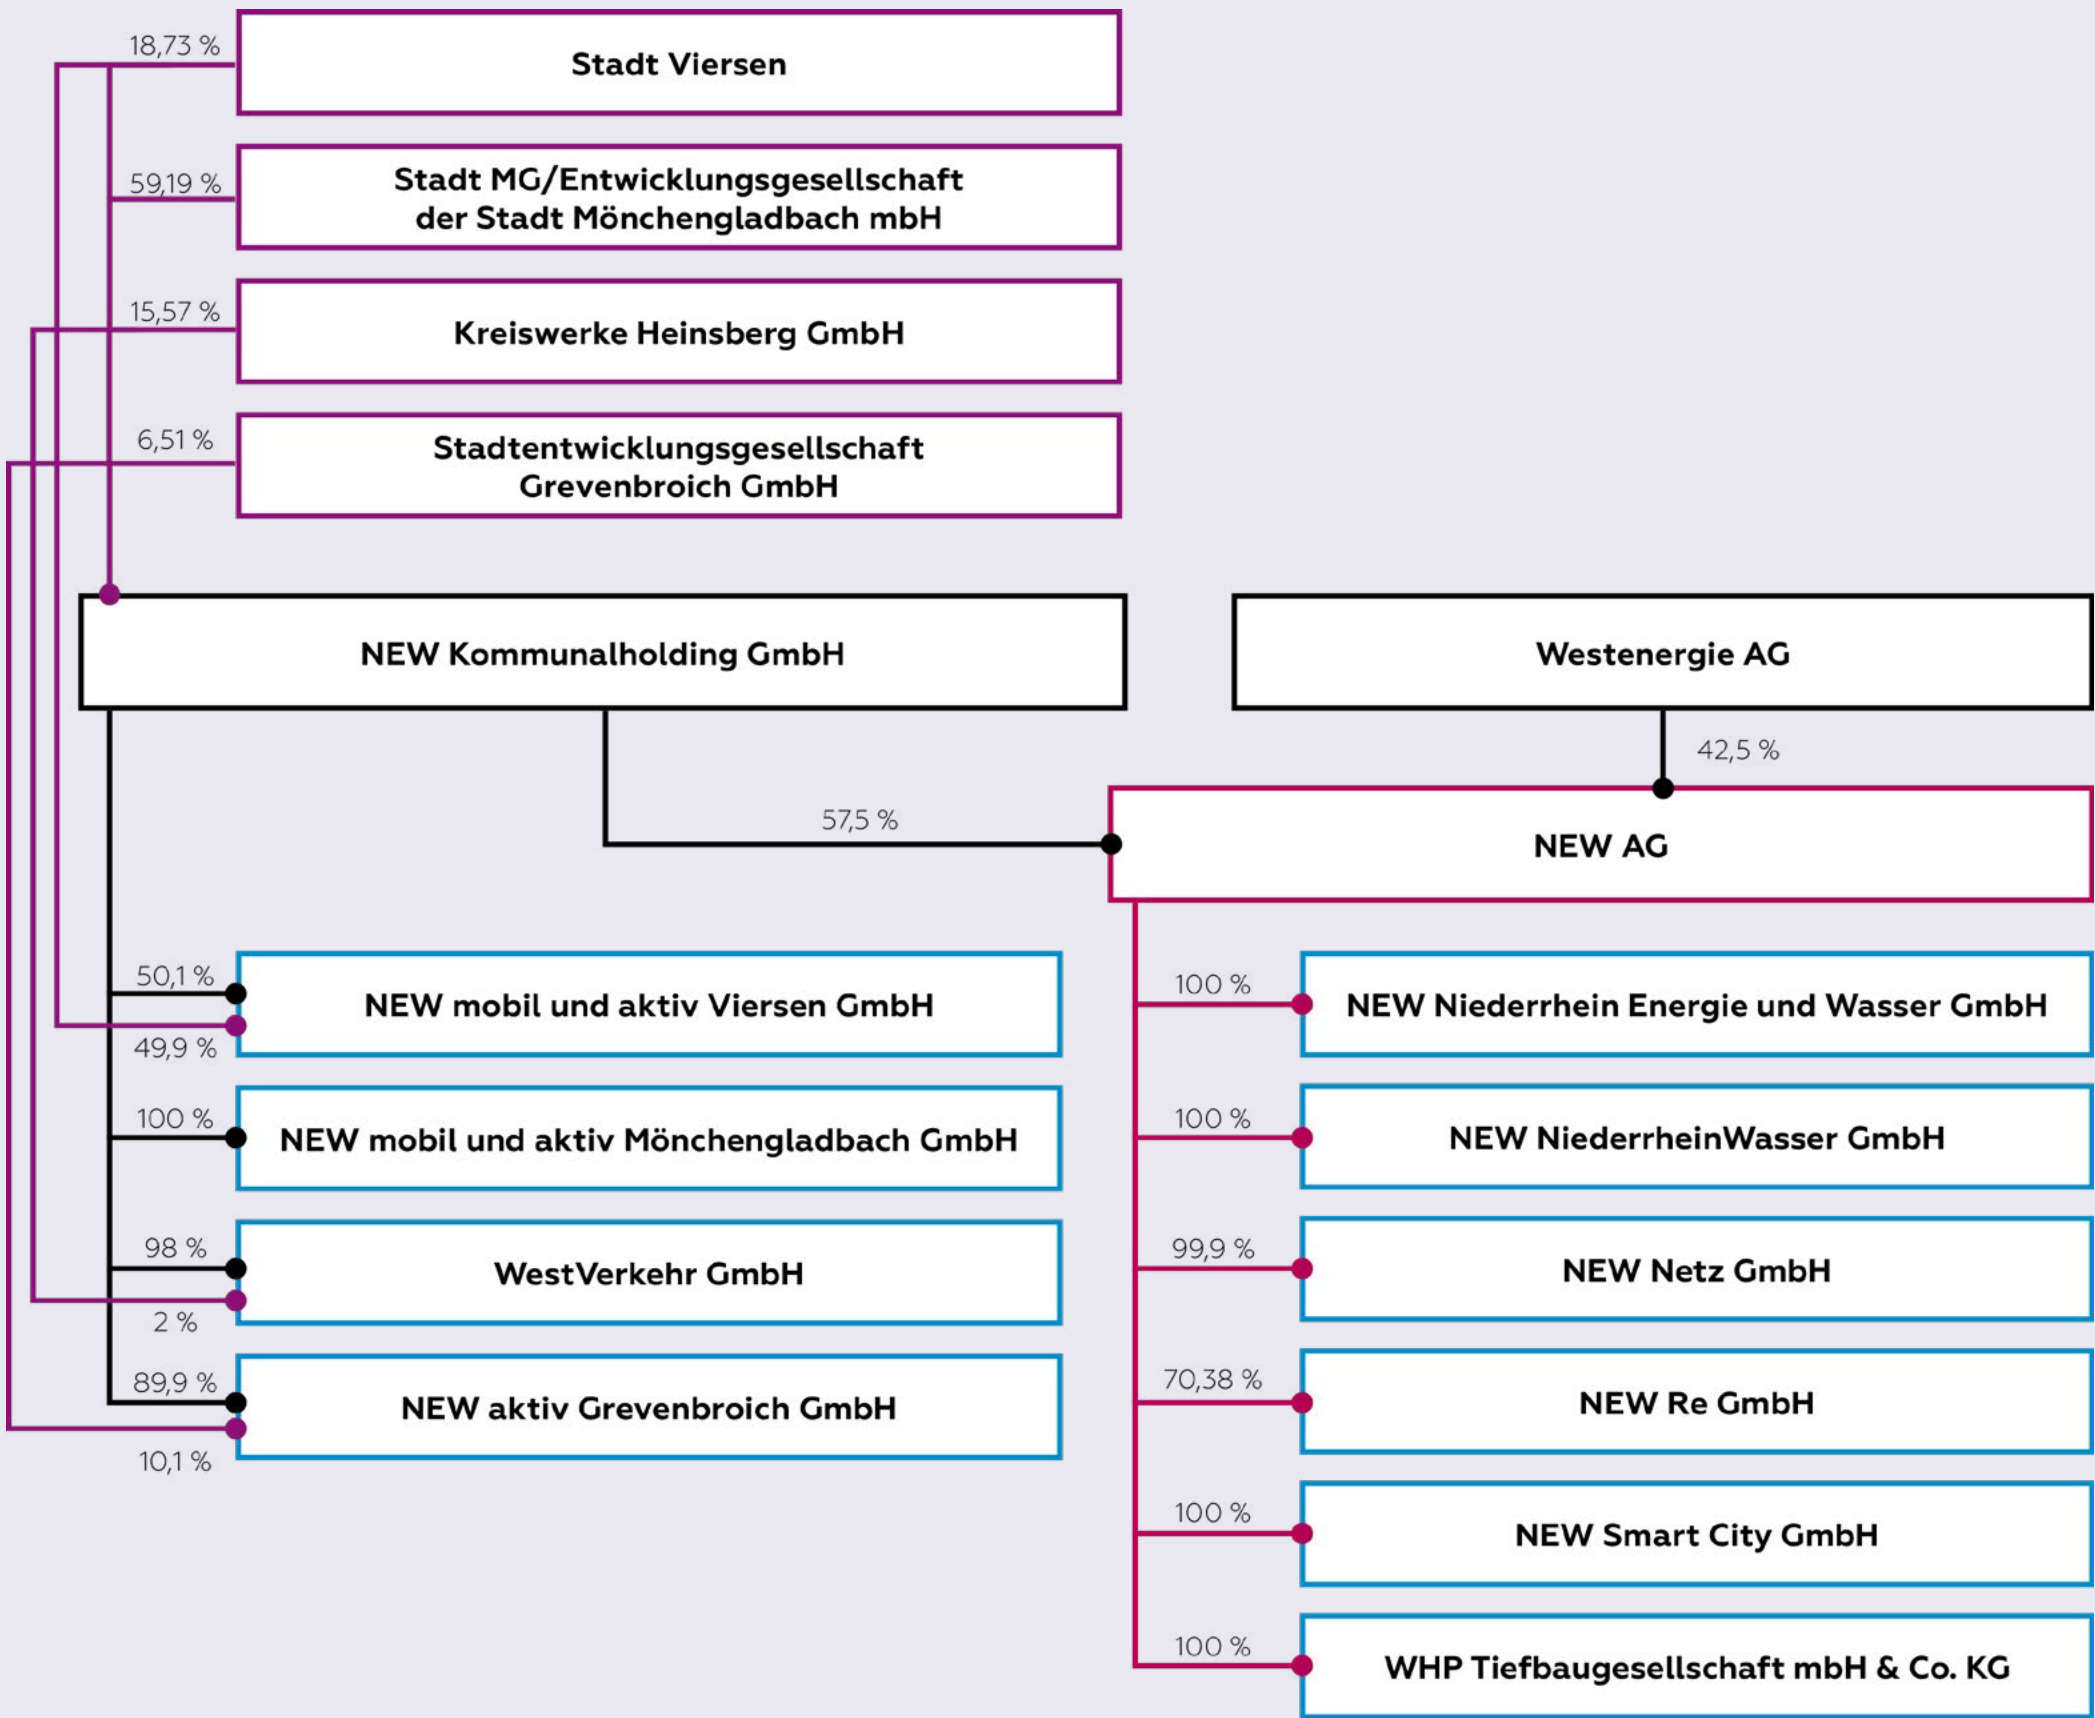 18,73 %
Stadt Viersen
59,19 %
Stadt MG/Entwicklungsgesellschaft
der Stadt Mönchengladbach mbH
15,57 %
Kreiswerke Heinsberg GmbH
6,51 %
Stadtentwicklungsgesellschaft
Grevenbroich GmbH
NEW Kommunalholding GmbH
Westenergie AG
42,5 %
57,5 %
NEW AG
50,1 %
NEW mobil und aktiv Viersen GmbH
49,9 %
100 %
NEW mobil und aktiv Mönchengladbach GmbH
98 %
WestVerkehr GmbH
2 %
89,9 %
NEW aktiv Grevenbroich GmbH
10,1 %
100 %
NEW Niederrhein Energie und Wasser GmbH
100 %
NEW NiederrheinWasser GmbH
99,9 %
NEW Netz GmbH
70,38 %
NEW Re GmbH
100 %
NEW Smart City GmbH
100 %
WHP Tiefbaugesellschaft mbH & Co. KG